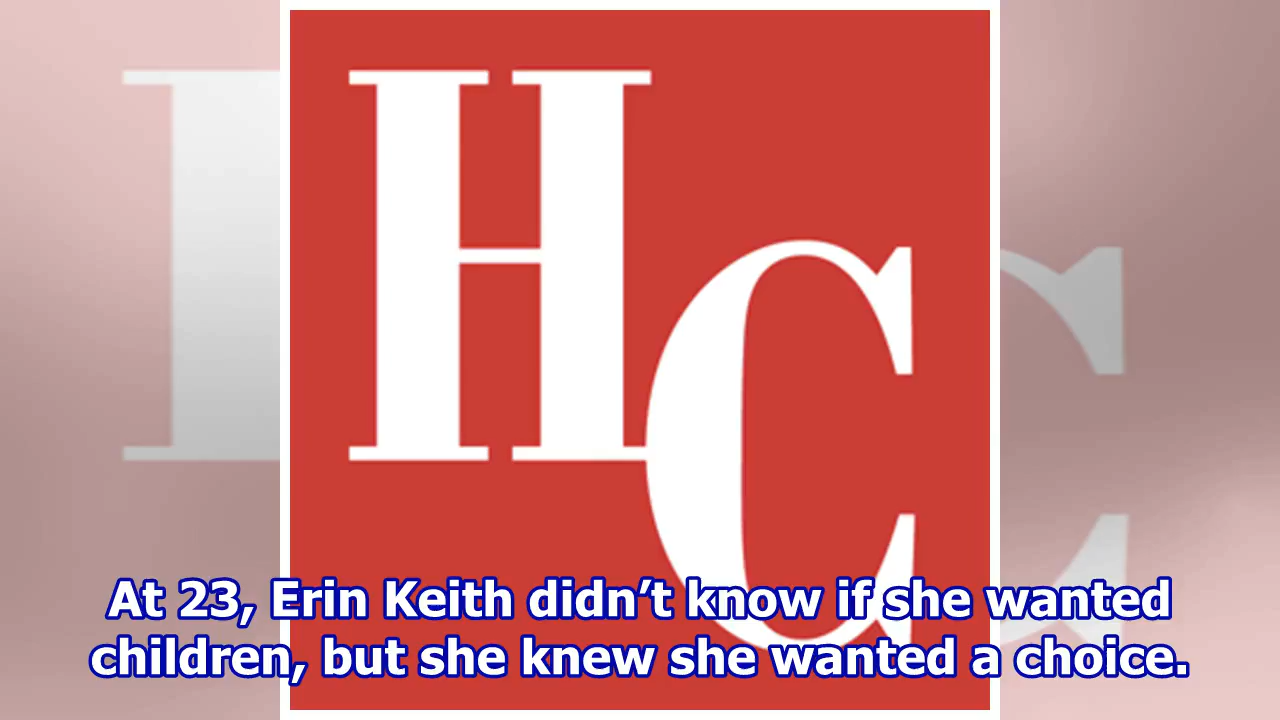 HC
At 23, Erin Keith didn’t know if she wanted
children, but she knew she wanted a choice.